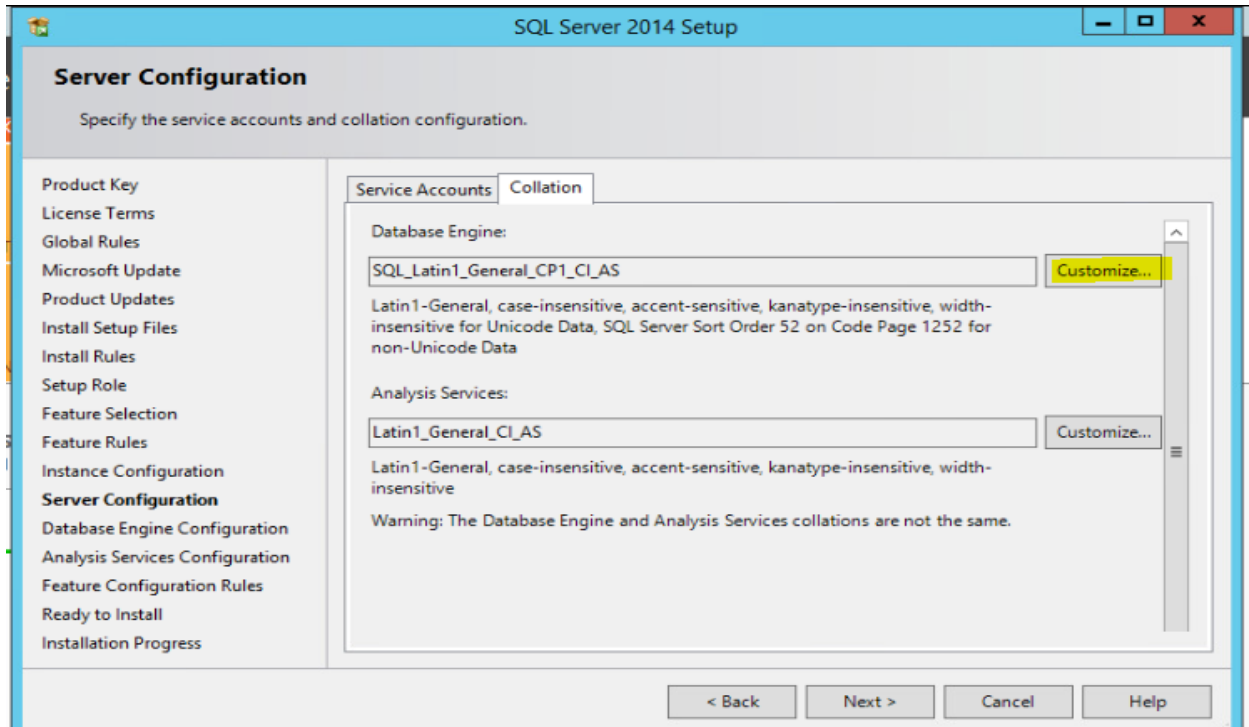 SQL Server 2014 Setup
Server Configuration
Specify the service accounts and collation configuration.
Product Key
License Terms
Global Rules
Microsoft Update
Product Updates
Install Setup Files
Install Rules
Setup Role
Feature Selection
Feature Rules
Instance Configuration
Server Configuration
Database Engine Configuration
Analysis Services Configuration
Feature Configuration Rules
Ready to Install
Installation Progress
Service Accounts Collation
Database Engine:
SQL_Latin1_General_CP1_CI_AS Customize...
Latin1-General, case-insensitive, accent-sensitive, kanatype-insensitive, width-
insensitive for Unicode Data, SQL Server Sort Order 52 on Code Page 1252 for
non-Unicode Data
Analysis Services:
Latin1_General_CI_AS Customize...
Latin1-General, case-insensitive, accent-sensitive, kanatype-insensitive, width-
insensitive
Warning: The Database Engine and Analysis Services collations are not the same.
< Back Next > Cancel Help